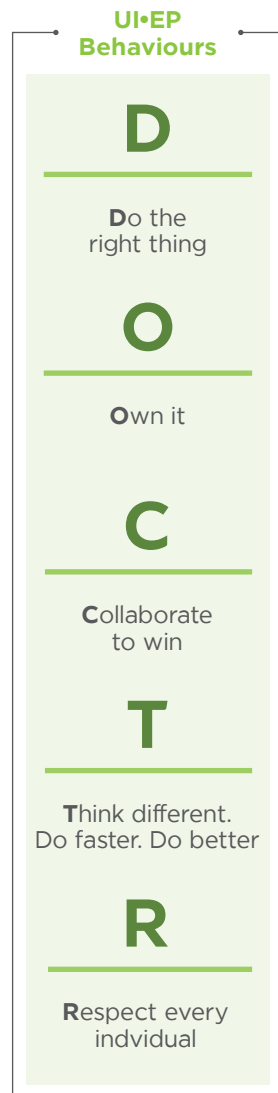 UI•EP
Behaviours
D
Do the
right thing
O
Own it
C
Collaborate
to win
T
Think different.
Do faster. Do better
R
Respect every
indvidual